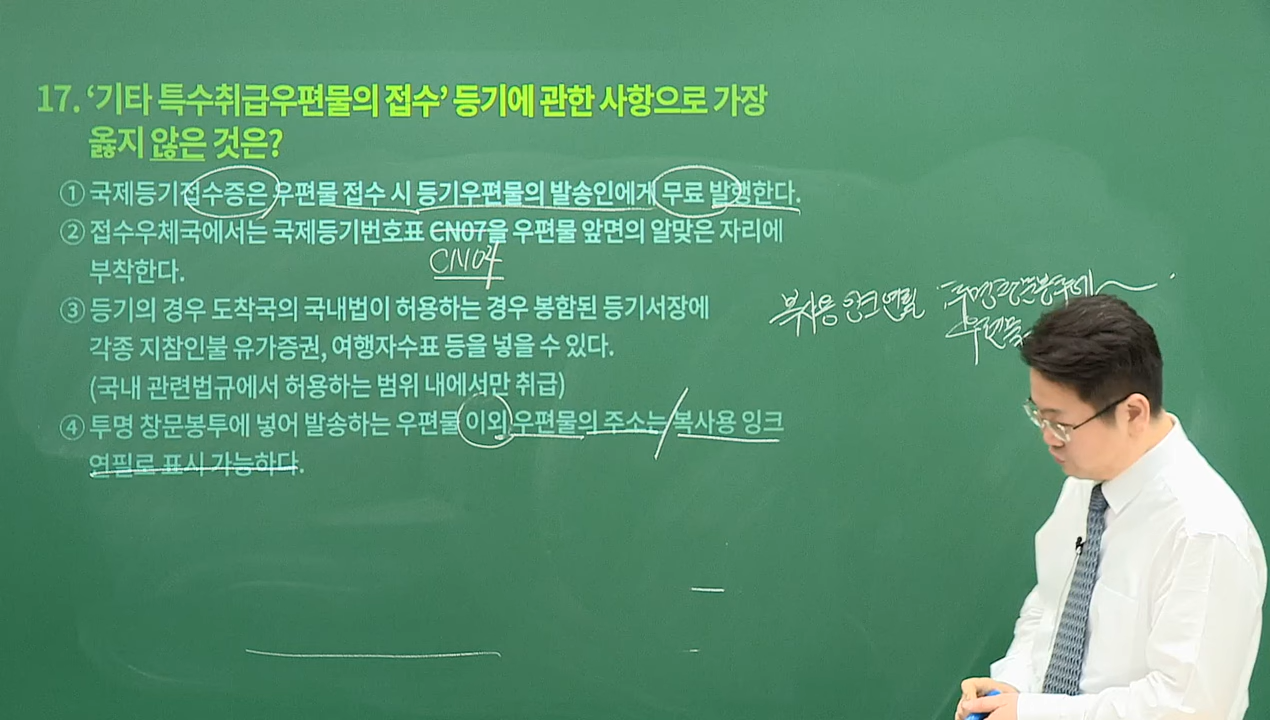 17. ‘기타 특수취급우편물의 접수’ 등기에 관한 사항으로 가장
옳지 않은 것은?
① 국제등기접수증은 우편물 접수 시 등기우편물의 발송인에게 무료 발행한다.
② 접수우체국에서는 국제등기번호표 CN07을 우편물 앞면의 알맞은 자리에
CN04
부착한다.
③ 등기의 경우 도착국의 국내법이 허용하는 경우 봉함된 등기서장에
각종 지참인불 유가증권, 여행자수표 등을 넣을 수 있다.
(국내 관련법규에서 허용하는 범위 내에서만 취급)
④ 투명 창문봉투에 넣어 발송하는 우편물 이외 우편물의 주소는 복사용 잉크
연필로 표시 가능하다.
복사용 잉크 연필
우편물